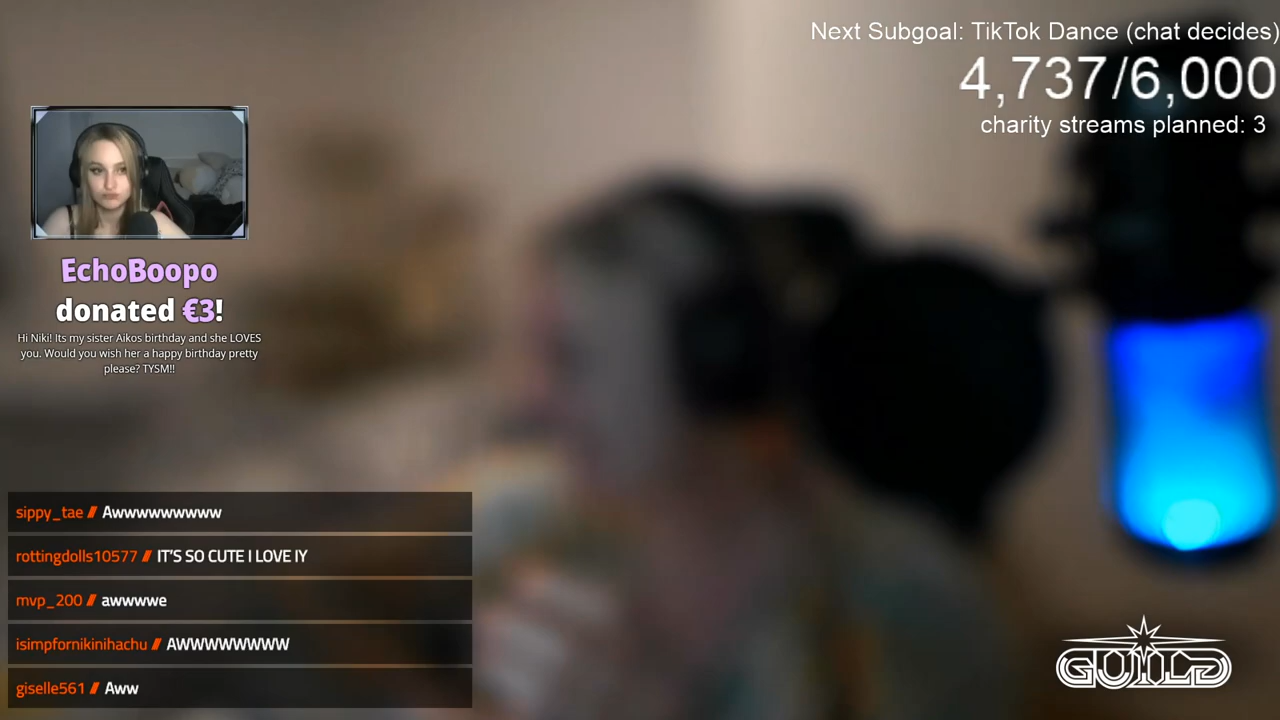 Next Subgoal: TikTok Dance (chat decides)
4,737/6,000
charity streams planned: 3
EchoBoopo
donated €3!
Hi Niki! Its my sister Aikos birthday and she LOVES
you. Would you wish her a happy birthday pretty
please? TYSM!!
sippy_tae // Awwwwwwwww
rottingdolls10577 // IT'S SO CUTE I LOVE IY
mvp_200 // awwwwe
isimpfornikinihachu // AWWWWWWWW
giselle561 // Aww
GUILD